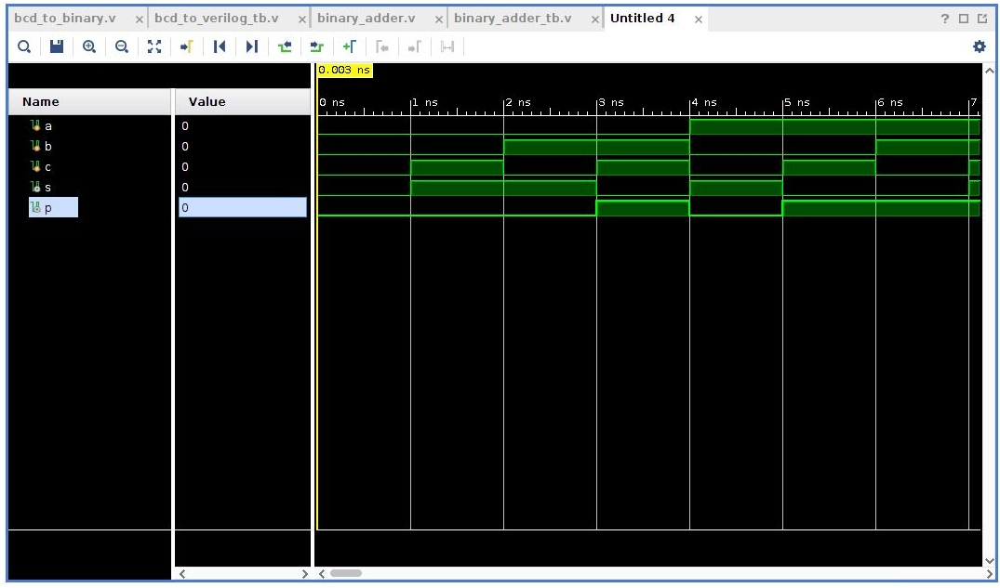 bcd_to_binary.v × bcd_to_verilog_tb.v × binary_adder.v × binary_adder_tb.v × Untitled 4 × ?
0.003 ns
Name Value 0 ns 1 ns 2 ns 3 ns 4 ns 5 ns 6 ns 7
a 0
b 0
c 0
s 0
p 0